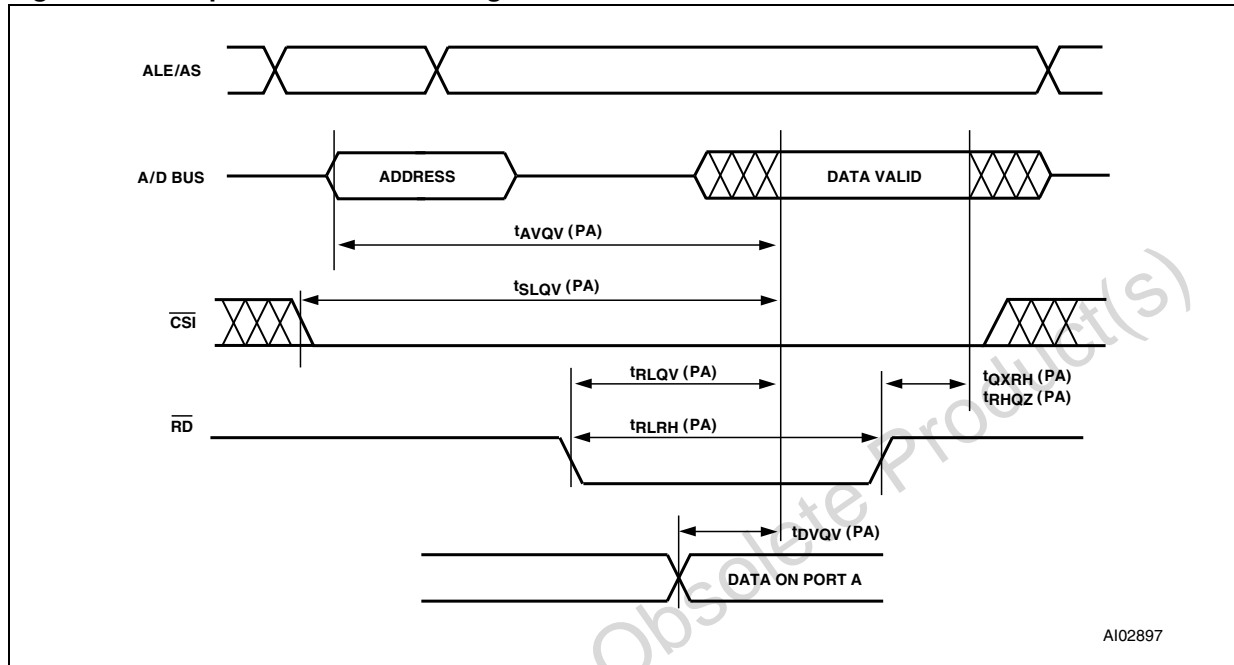 ALE/AS
A/D BUS
ADDRESS
DATA VALID
tAVQV (PA)
tSLQV (PA)
CSI
tRLQV (PA)
tQXRH (PA)
tRHQZ (PA)
RD
tRLRH (PA)
tDVQV (PA)
DATA ON PORT A
Obsolete Product(s)
AI02897